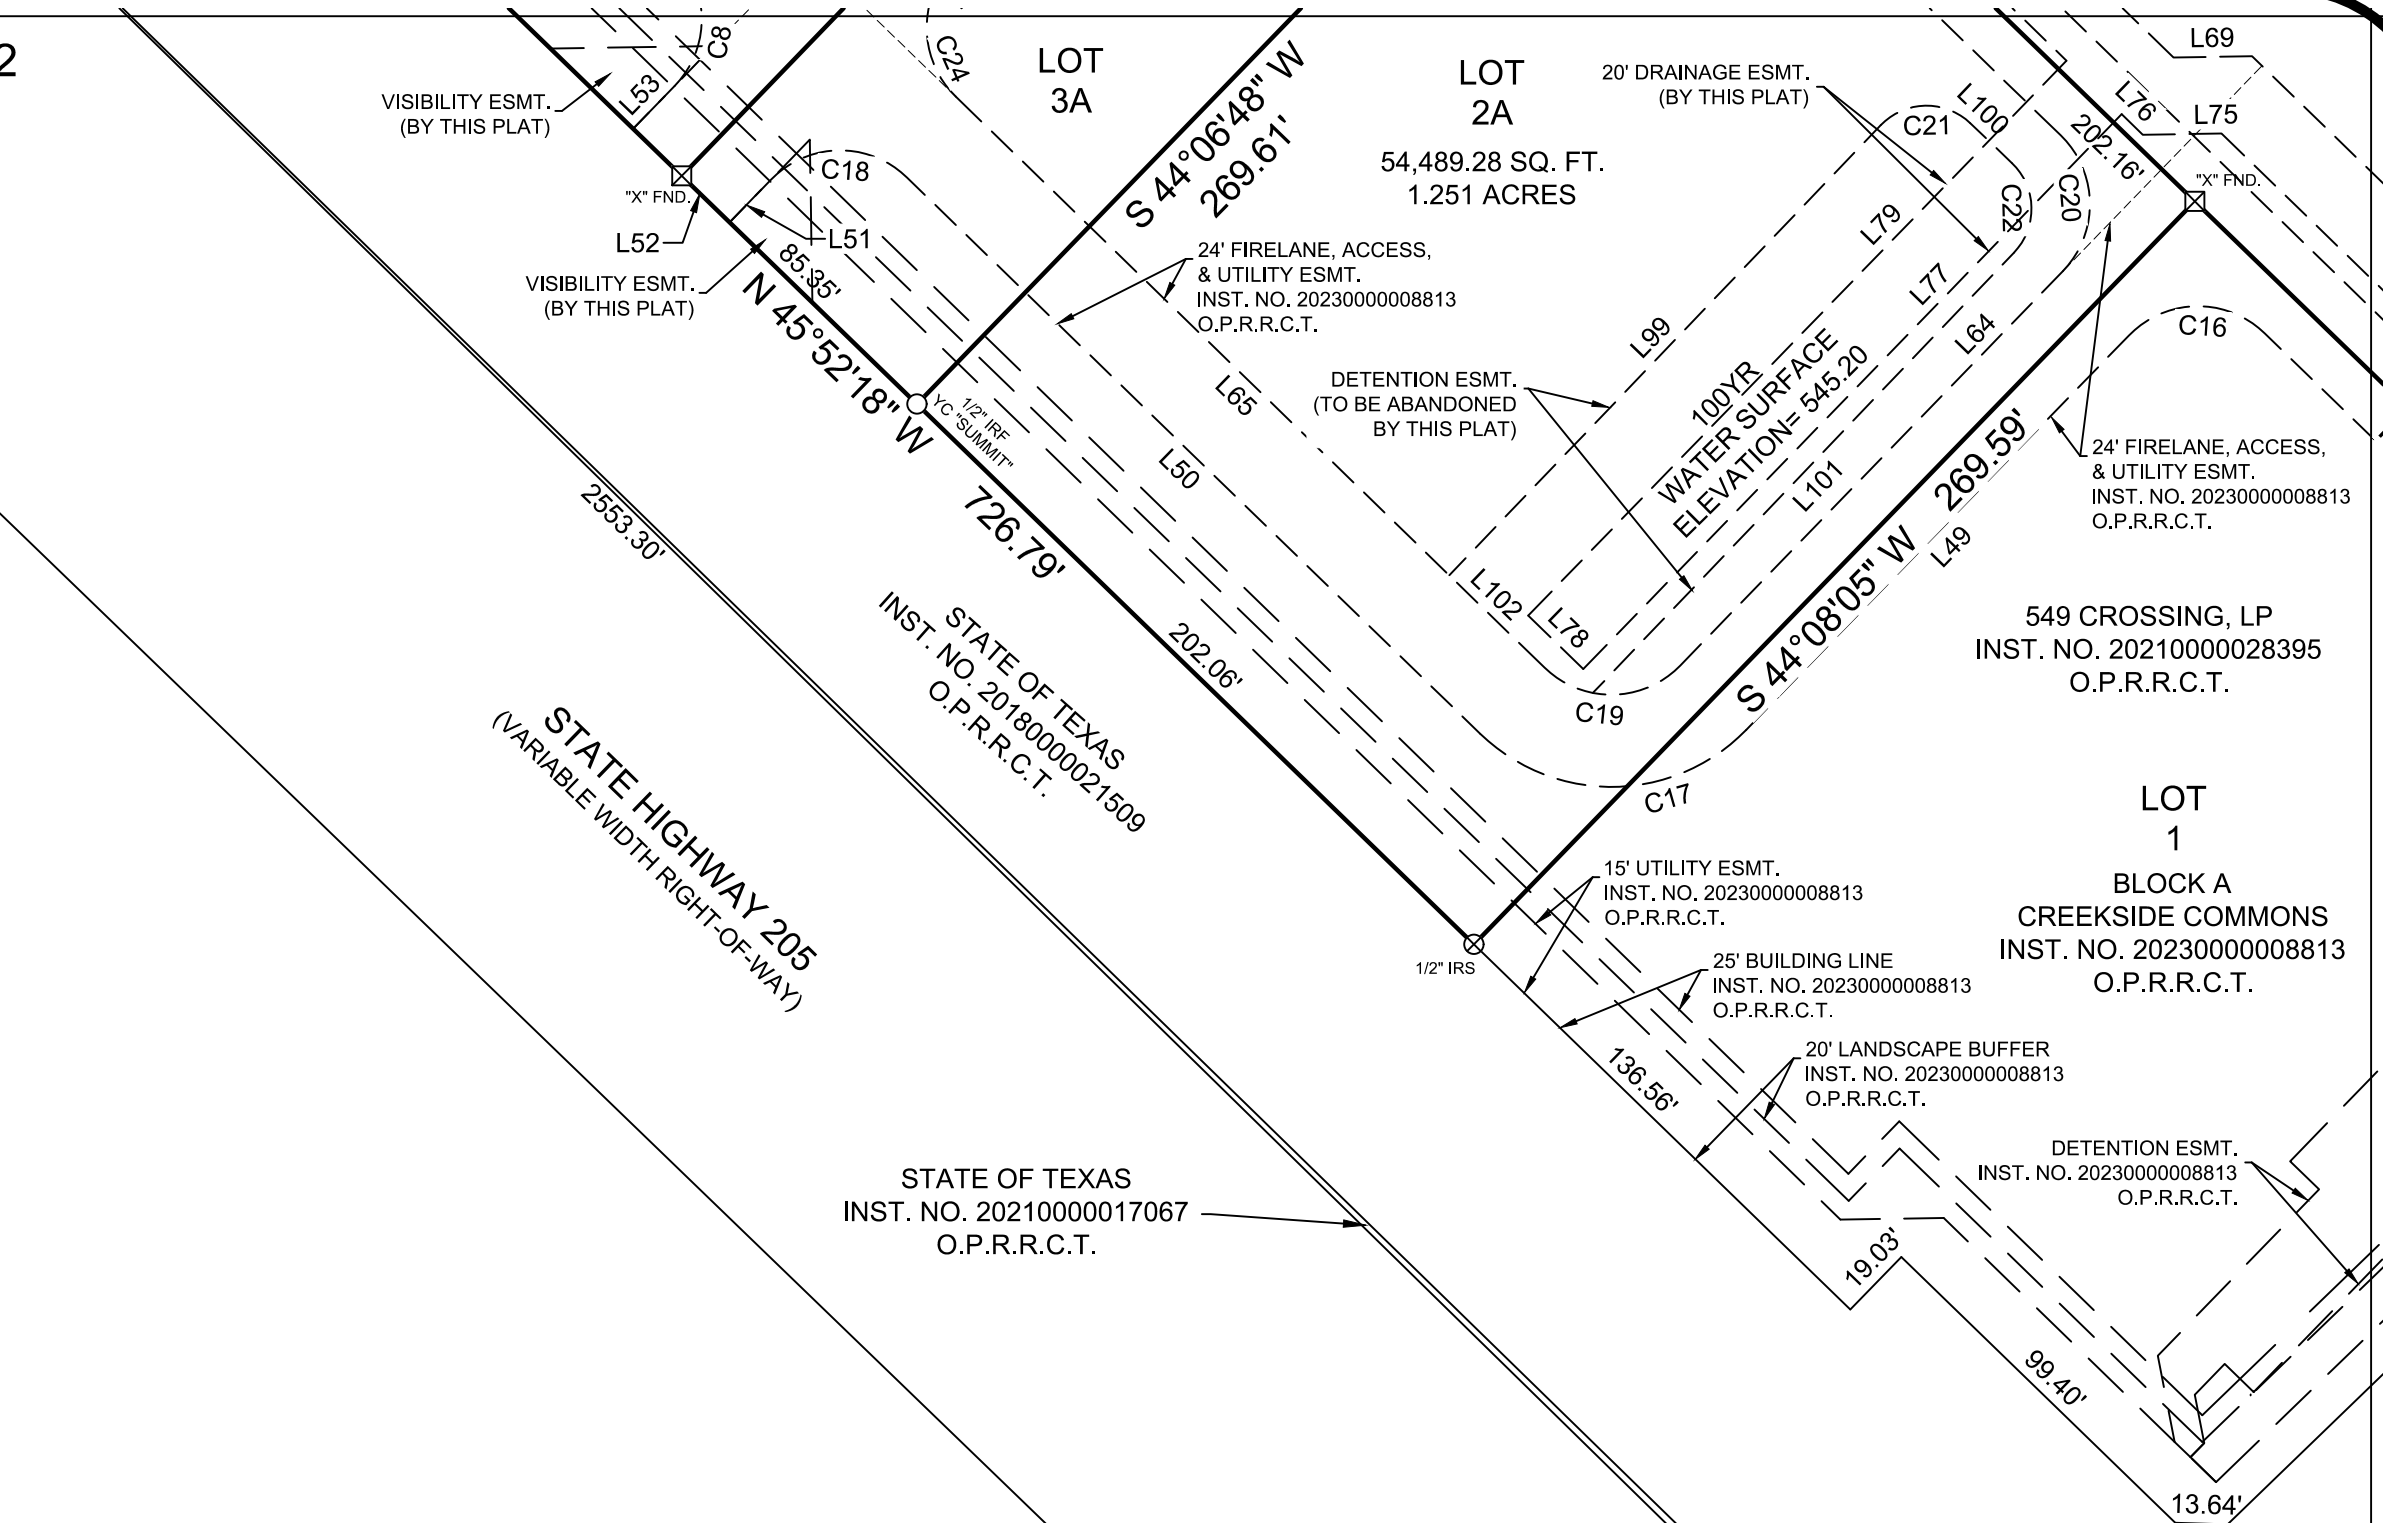 2
VISIBILITY ESMT.
(BY THIS PLAT)
L53
C8
C24
LOT
3A
S 44°06'48" W
269.61'
LOT
2A
54,489.28 SQ. FT.
1.251 ACRES
20' DRAINAGE ESMT.
(BY THIS PLAT)
L100
C21
L69
L76
L75
202.16'
"X" FND.
C20
C22
"X" FND.
L52
C18
L51
VISIBILITY ESMT.
(BY THIS PLAT)
85.35'
N 45°52'18" W
726.79'
24' FIRELANE, ACCESS,
& UTILITY ESMT.
INST. NO. 20230000008813
O.P.R.R.C.T.
L79
L77
L99
L64
C16
DETENTION ESMT.
(TO BE ABANDONED
BY THIS PLAT)
100YR
WATER SURFACE
ELEVATION= 545.20
L65
1/2" IRF
YC "SUMMIT"
L50
L101
S 44°08'05" W 269.59'
L49
24' FIRELANE, ACCESS,
& UTILITY ESMT.
INST. NO. 20230000008813
O.P.R.R.C.T.
2553.30'
L102
L78
C19
C17
549 CROSSING, LP
INST. NO. 20210000028395
O.P.R.R.C.T.
STATE OF TEXAS
INST. NO. 20180000021509
O.P.R.R.C.T.
202.06'
STATE HIGHWAY 205
(VARIABLE WIDTH RIGHT-OF-WAY)
LOT
1
BLOCK A
CREEKSIDE COMMONS
INST. NO. 20230000008813
O.P.R.R.C.T.
15' UTILITY ESMT.
INST. NO. 20230000008813
O.P.R.R.C.T.
1/2" IRS
25' BUILDING LINE
INST. NO. 20230000008813
O.P.R.R.C.T.
136.56'
20' LANDSCAPE BUFFER
INST. NO. 20230000008813
O.P.R.R.C.T.
DETENTION ESMT.
INST. NO. 20230000008813
O.P.R.R.C.T.
STATE OF TEXAS
INST. NO. 20210000017067
O.P.R.R.C.T.
19.03'
99.40'
13.64'